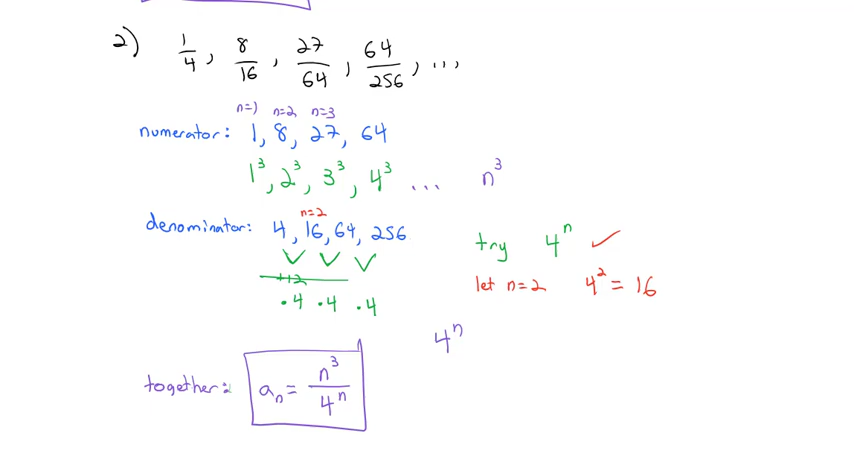 2) 1/4, 8/16, 27/64, 64/256, ...
n=1 n=2 n=3
numerator: 1, 8, 27, 64
1³, 2³, 3³, 4³ ... n³
n=2
denominator: 4, 16, 64, 256 try 4ⁿ ✓
+12 let n=2 4² = 16
·4 ·4 ·4
4ⁿ
together: aₙ = n³/4ⁿ